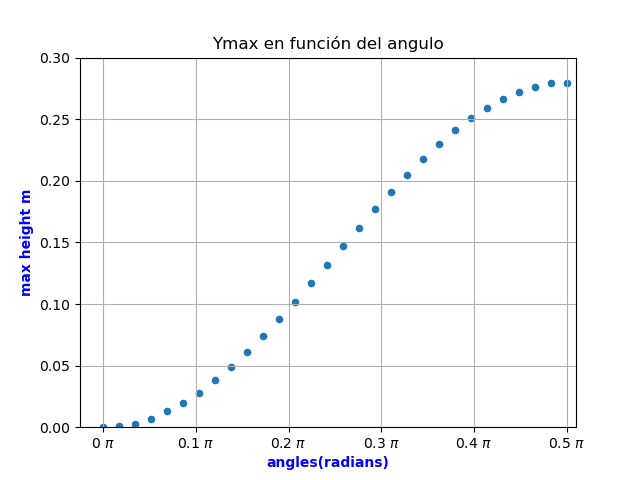 Ymax en función del angulo
max height m
0.30
0.25
0.20
0.15
0.10
0.05
0.00
0 π 0.1 π 0.2 π 0.3 π 0.4 π 0.5 π
angles(radians)